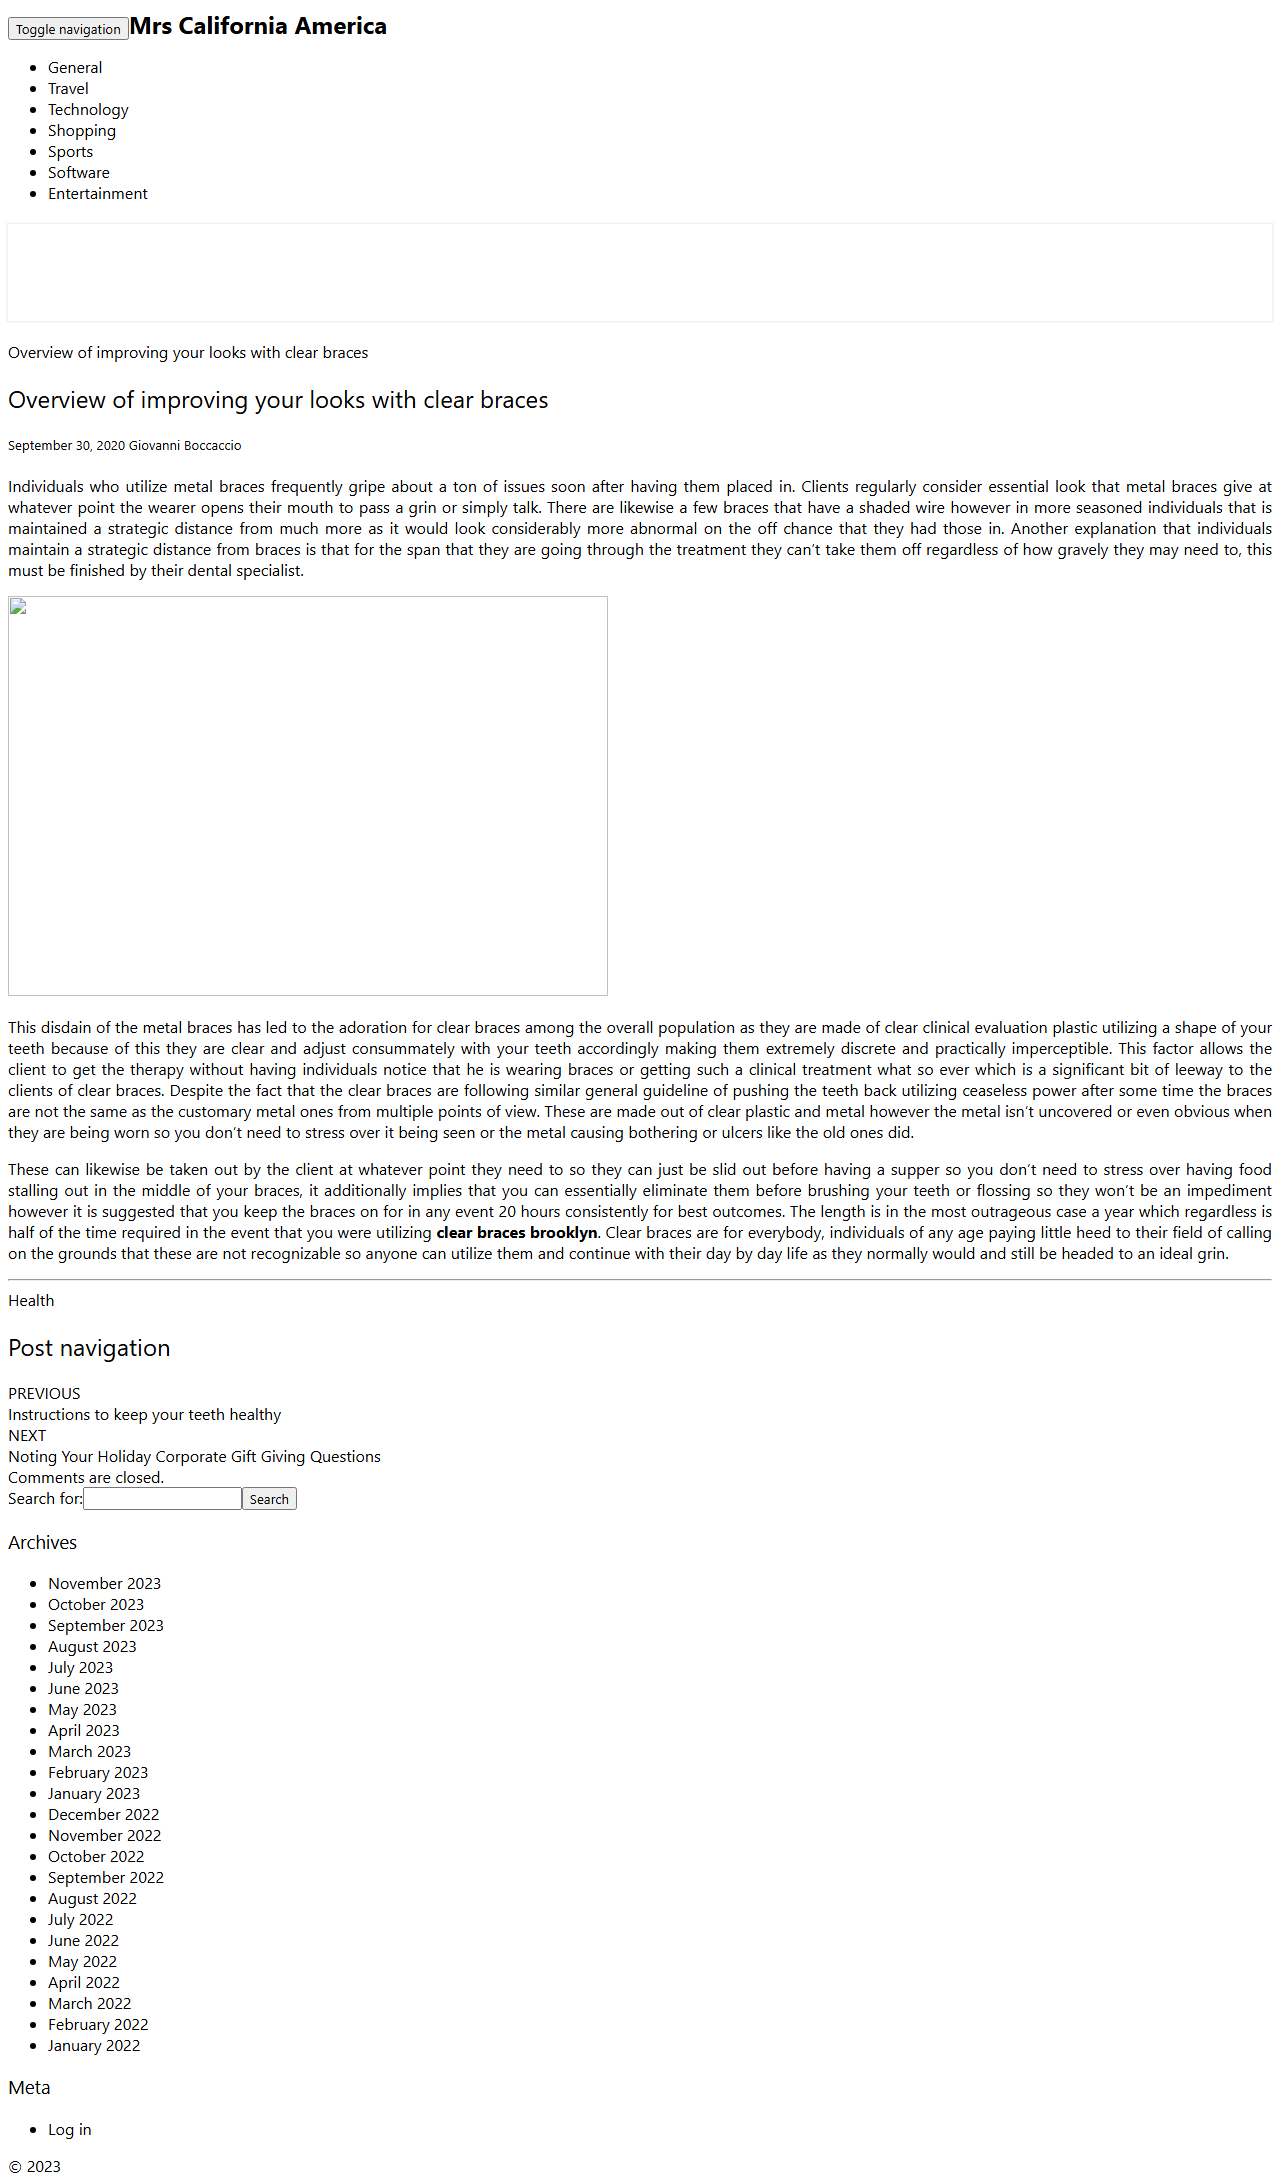 Toggle navigation Mrs California America
General
Travel
Technology
Shopping
Sports
Software
Entertainment
Overview of improving your looks with clear braces
Overview of improving your looks with clear braces
September 30, 2020 Giovanni Boccaccio
Individuals who utilize metal braces frequently gripe about a ton of issues soon after having them placed in. Clients regularly consider essential look that metal braces give at
whatever point the wearer opens their mouth to pass a grin or simply talk. There are likewise a few braces that have a shaded wire however in more seasoned individuals that is
maintained a strategic distance from much more as it would look considerably more abnormal on the off chance that they had those in. Another explanation that individuals
maintain a strategic distance from braces is that for the span that they are going through the treatment they can’t take them off regardless of how gravely they may need to, this
must be finished by their dental specialist.
This disdain of the metal braces has led to the adoration for clear braces among the overall population as they are made of clear clinical evaluation plastic utilizing a shape of your
teeth because of this they are clear and adjust consummately with your teeth accordingly making them extremely discrete and practically imperceptible. This factor allows the
client to get the therapy without having individuals notice that he is wearing braces or getting such a clinical treatment what so ever which is a significant bit of leeway to the
clients of clear braces. Despite the fact that the clear braces are following similar general guideline of pushing the teeth back utilizing ceaseless power after some time the braces
are not the same as the customary metal ones from multiple points of view. These are made out of clear plastic and metal however the metal isn’t uncovered or even obvious when
they are being worn so you don’t need to stress over it being seen or the metal causing bothering or ulcers like the old ones did.
These can likewise be taken out by the client at whatever point they need to so they can just be slid out before having a supper so you don’t need to stress over having food
stalling out in the middle of your braces, it additionally implies that you can essentially eliminate them before brushing your teeth or flossing so they won’t be an impediment
however it is suggested that you keep the braces on for in any event 20 hours consistently for best outcomes. The length is in the most outrageous case a year which regardless is
half of the time required in the event that you were utilizing clear braces brooklyn. Clear braces are for everybody, individuals of any age paying little heed to their field of calling
on the grounds that these are not recognizable so anyone can utilize them and continue with their day by day life as they normally would and still be headed to an ideal grin.
Health
Post navigation
PREVIOUS
Instructions to keep your teeth healthy
NEXT
Noting Your Holiday Corporate Gift Giving Questions
Comments are closed.
Search for: Search
Archives
November 2023
October 2023
September 2023
August 2023
July 2023
June 2023
May 2023
April 2023
March 2023
February 2023
January 2023
December 2022
November 2022
October 2022
September 2022
August 2022
July 2022
June 2022
May 2022
April 2022
March 2022
February 2022
January 2022
Meta
Log in
© 2023